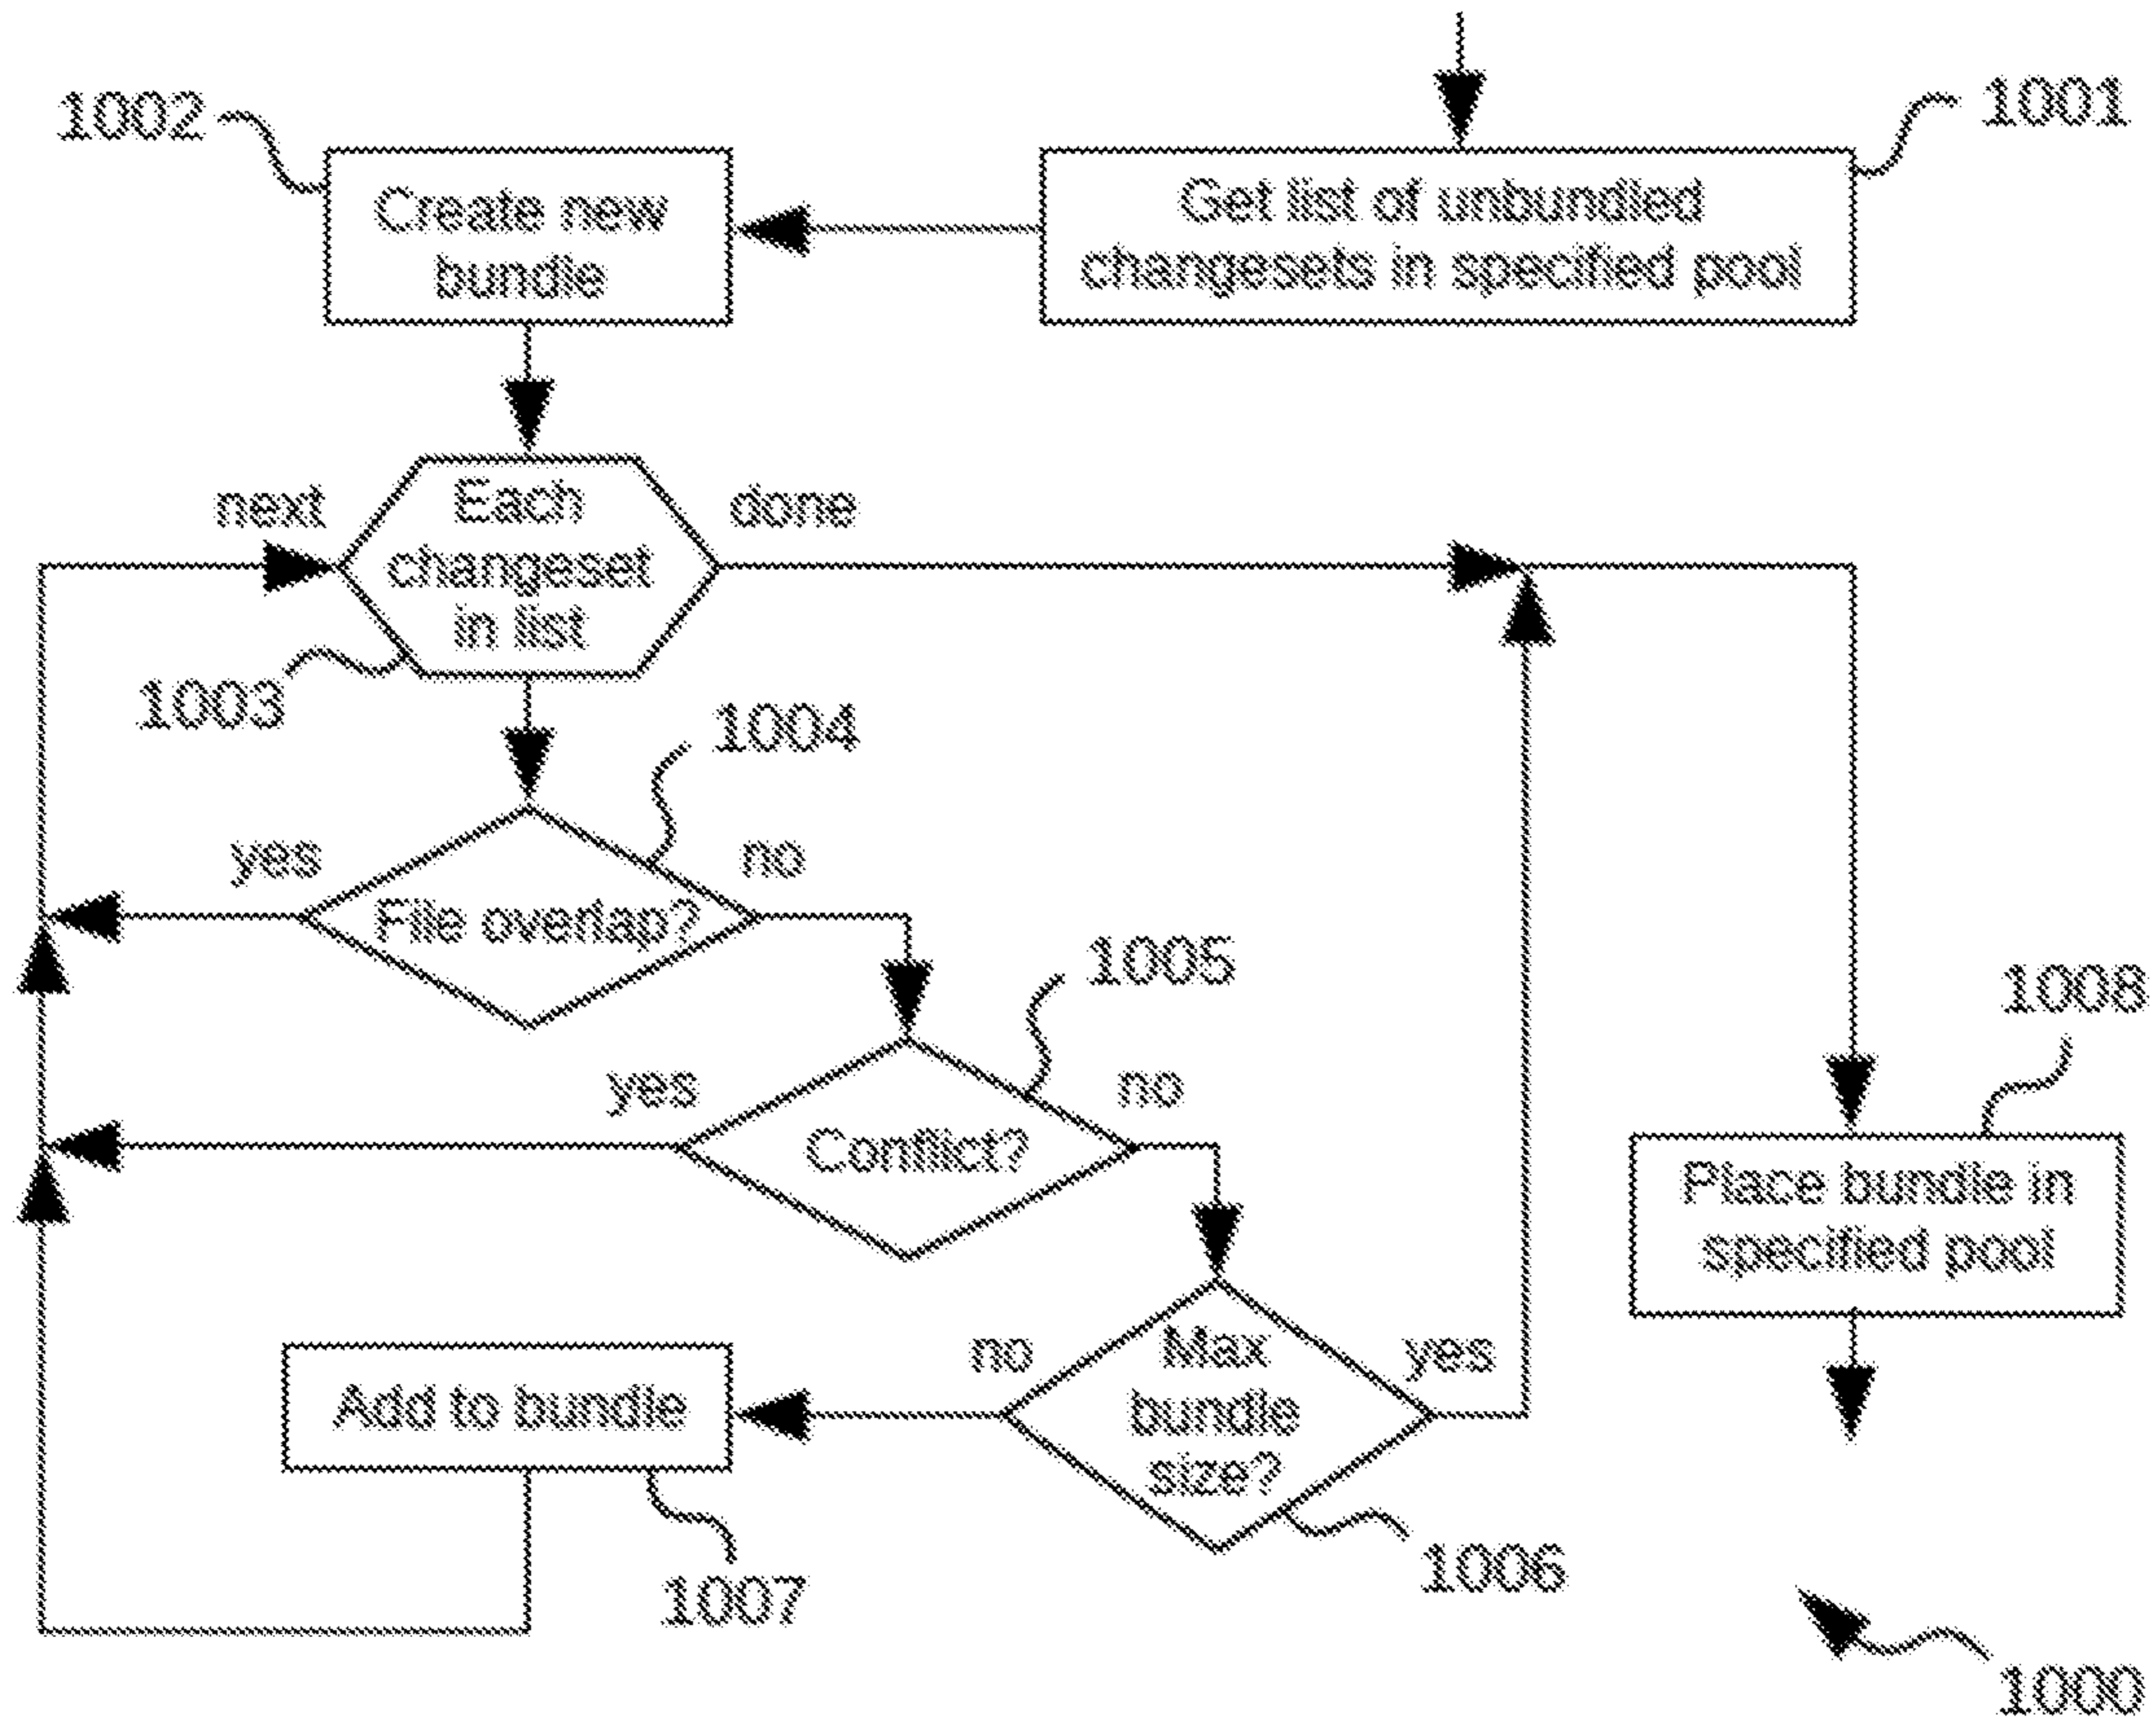 1002
1001
Create new
bundle
Get list of unbundled
changesets in specified pool
next
Each
changeset
in list
done
1003
1004
yes
File overlap?
no
1005
1008
yes
Conflict?
no
Place bundle in
specified pool
Add to bundle
no
Max
bundle
size?
yes
1007
1006
1000